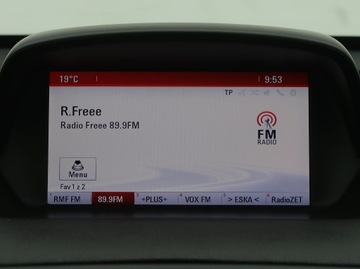 19°C 9:53
TP
R.Freee
Radio Freee 89.9FM
FM
RADIO
Menu
Fav 1 z 2
RMF FM 89.9FM +PLUS+ VOX FM > ESKA < RadioZET